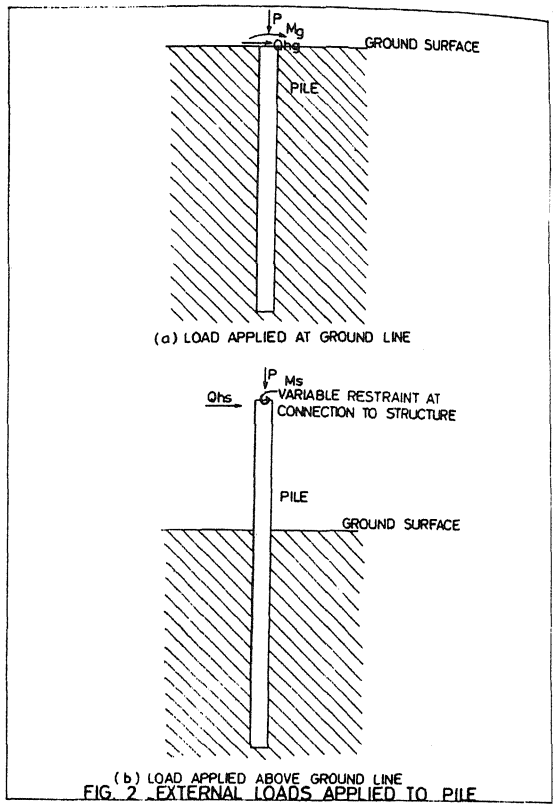 P
Mg
Qhg
GROUND SURFACE
PILE
(a) LOAD APPLIED AT GROUND LINE
P
Ms
Qhs
VARIABLE RESTRAINT AT
CONNECTION TO STRUCTURE
PILE
GROUND SURFACE
(b) LOAD APPLIED ABOVE GROUND LINE
FIG. 2 EXTERNAL LOADS APPLIED TO PILE